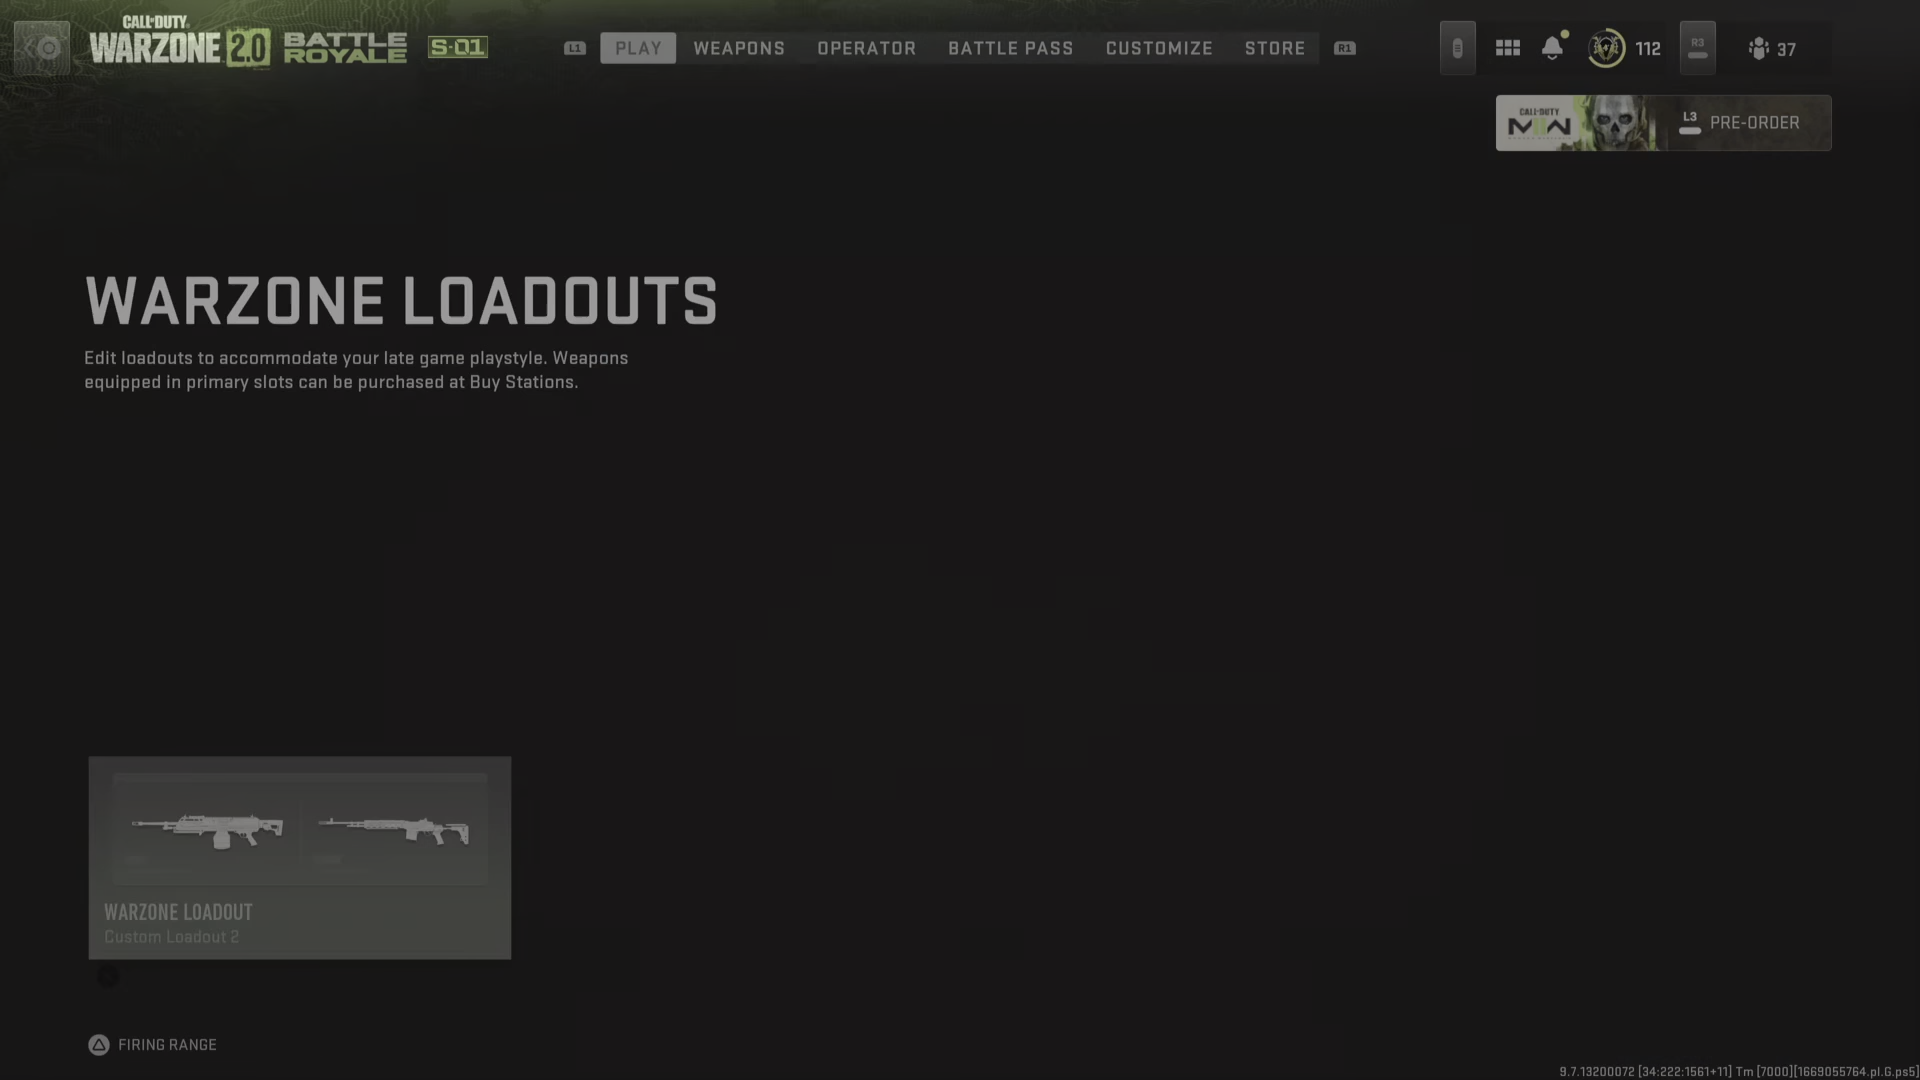 CALL OF DUTY
WARZONE 2.0 BATTLE ROYALE S-01
L1 PLAY WEAPONS OPERATOR BATTLE PASS CUSTOMIZE STORE R1
112 R3 37
CALL OF DUTY
MWII
L3 PRE-ORDER
WARZONE LOADOUTS
Edit loadouts to accommodate your late game playstyle. Weapons
equipped in primary slots can be purchased at Buy Stations.
WARZONE LOADOUT
Custom Loadout 2
FIRING RANGE
9.7.13200072 [34:222:1561+11] Tm [7000][1669055764.pl.G.ps5]